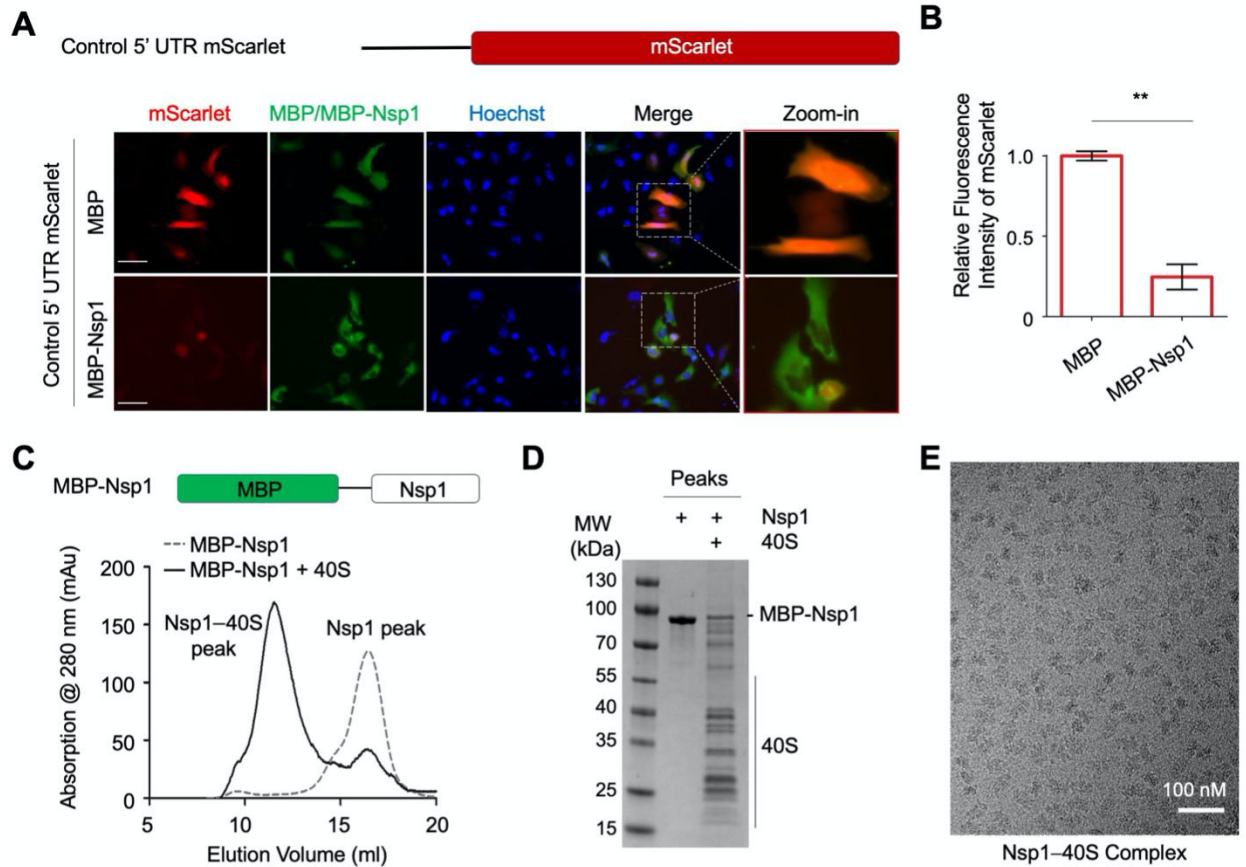 A
Control 5' UTR mScarlet
mScarlet
mScarlet
MBP/MBP-Nsp1
Hoechst
Merge
Zoom-in
Control 5' UTR mScarlet
MBP
MBP-Nsp1
B
**
Relative Fluorescence
Intensity of mScarlet
1.0
0.5
0
MBP
MBP-Nsp1
C
MBP-Nsp1
MBP
Nsp1
MBP-Nsp1
MBP-Nsp1 + 40S
Absorption @ 280 nm (mAu)
200
150
100
50
0
Nsp1–40S
peak
Nsp1 peak
5
10
15
20
Elution Volume (ml)
D
Peaks
+ + Nsp1
+ 40S
MW
(kDa)
130
100
70
55
40
35
25
15
- MBP-Nsp1
40S
E
100 nM
Nsp1–40S Complex